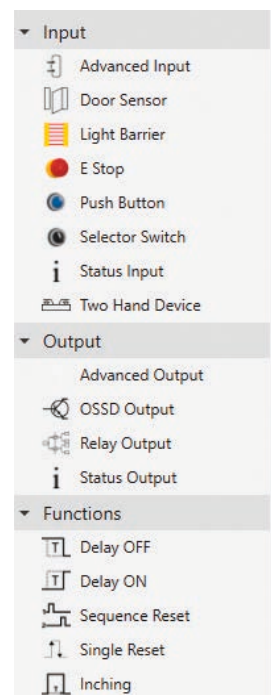 Input
Advanced Input
Door Sensor
Light Barrier
E Stop
Push Button
Selector Switch
i Status Input
Two Hand Device
Output
Advanced Output
OSSD Output
Relay Output
i Status Output
Functions
T Delay OFF
T Delay ON
Sequence Reset
Single Reset
Inching